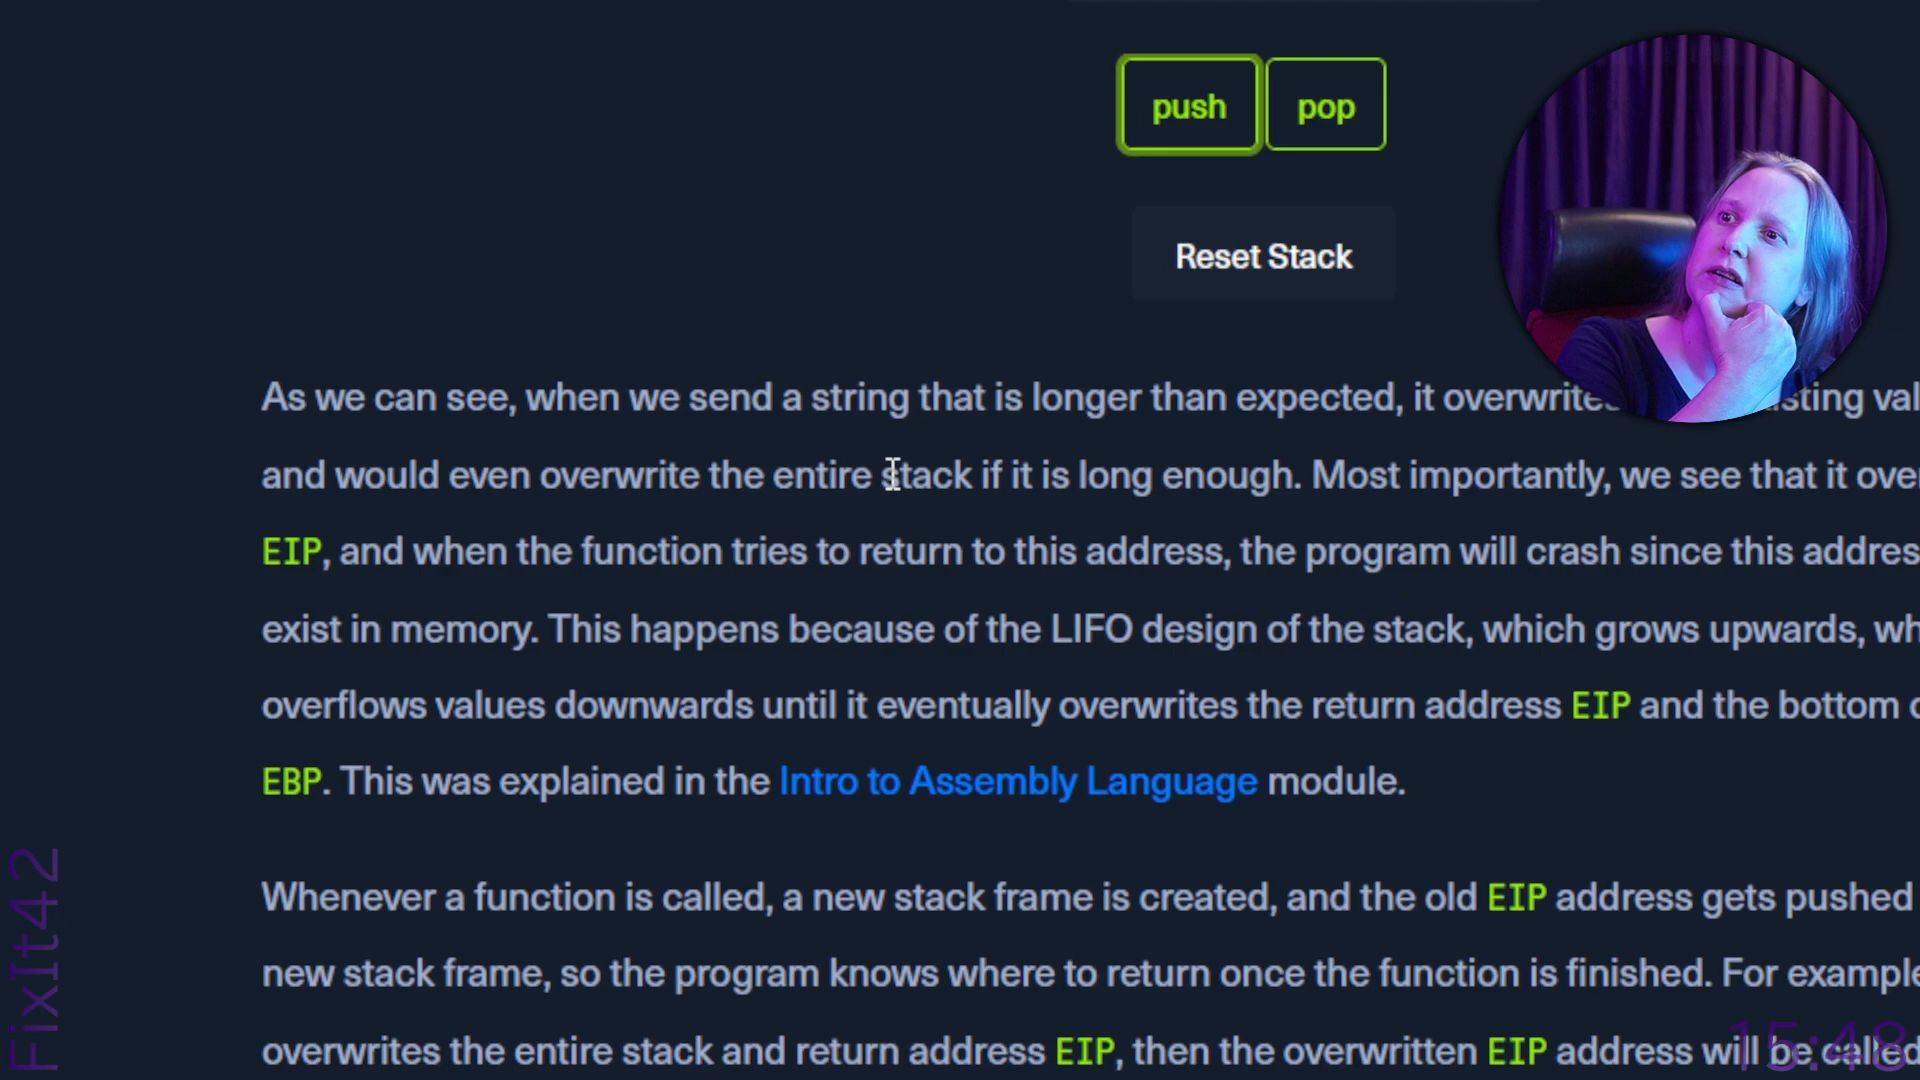 push pop
Reset Stack
As we can see, when we send a string that is longer than expected, it overwrite
and would even overwrite the entire stack if it is long enough. Most importantly, we see that it
EIP, and when the function tries to return to this address, the program will crash since this
exist in memory. This happens because of the LIFO design of the stack, which grows upwards,
overflows values downwards until it eventually overwrites the return address EIP and the bottom
EBP. This was explained in the Intro to Assembly Language module.
Whenever a function is called, a new stack frame is created, and the old EIP address gets pushed
new stack frame, so the program knows where to return once the function is finished. For example
overwrites the entire stack and return address EIP, then the overwritten EIP address will be called
FixIt42
15:48